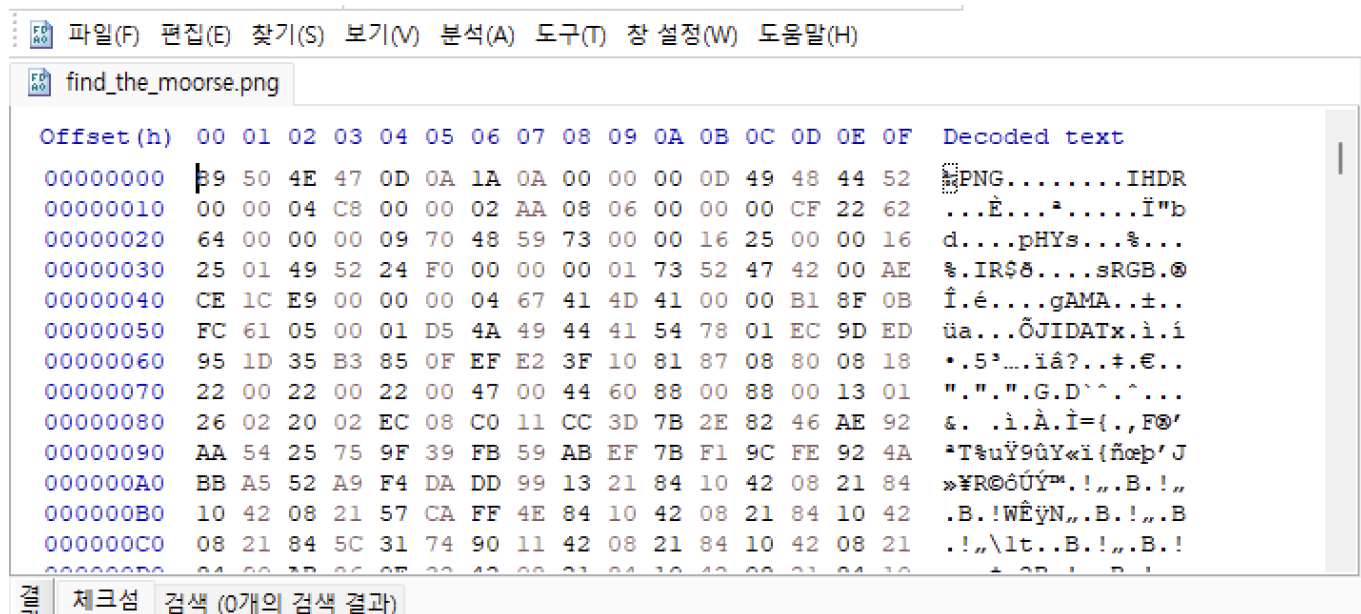 파일(F) 편집(E) 찾기(S) 보기(V) 분석(A) 도구(T) 창 설정(W) 도움말(H)
find_the_moorse.png
Offset(h) 00 01 02 03 04 05 06 07 08 09 0A 0B 0C 0D 0E 0F Decoded text
00000000 89 50 4E 47 0D 0A 1A 0A 00 00 00 0D 49 48 44 52 ‰PNG........IHDR
00000010 00 00 04 C8 00 00 02 AA 08 06 00 00 00 CF 22 62 ...È...ª.....Ï"b
00000020 64 00 00 00 09 70 48 59 73 00 00 16 25 00 00 16 d....pHYs...%...
00000030 25 01 49 52 24 F0 00 00 00 01 73 52 47 42 00 AE %.IR$ð....sRGB.®
00000040 CE 1C E9 00 00 00 04 67 41 4D 41 00 00 B1 8F 0B Î.é....gAMA..±..
00000050 FC 61 05 00 01 D5 4A 49 44 41 54 78 01 EC 9D ED üa...ÕJIDATx.ì.í
00000060 95 1D 35 B3 85 0F EF E2 3F 10 81 87 08 80 08 18 •.5³….ïâ?..‡.€..
00000070 22 00 22 00 22 00 47 00 44 60 88 00 88 00 13 01 ".".".G.D`ˆ.ˆ...
00000080 26 02 20 02 EC 08 C0 11 CC 3D 7B 2E 82 46 AE 92 &. .ì.À.Ì={.‚F®’
00000090 AA 54 25 75 9F 39 FB 59 AB EF 7B F1 9C FE 92 4A ªT%uŸ9ûY«ï{ñœþ’J
000000A0 BB A5 52 A9 F4 DA DD 99 13 21 84 10 42 08 21 84 »¥R©ôÚÝ™.!„.B.!„
000000B0 10 42 08 21 57 CA FF 4E 84 10 42 08 21 84 10 42 .B.!WÊÿN„.B.!„.B
000000C0 08 21 84 5C 31 74 90 11 42 08 21 84 10 42 08 21 .!„\1t..B.!„.B.!
체크섬 검색 (0개의 검색 결과)